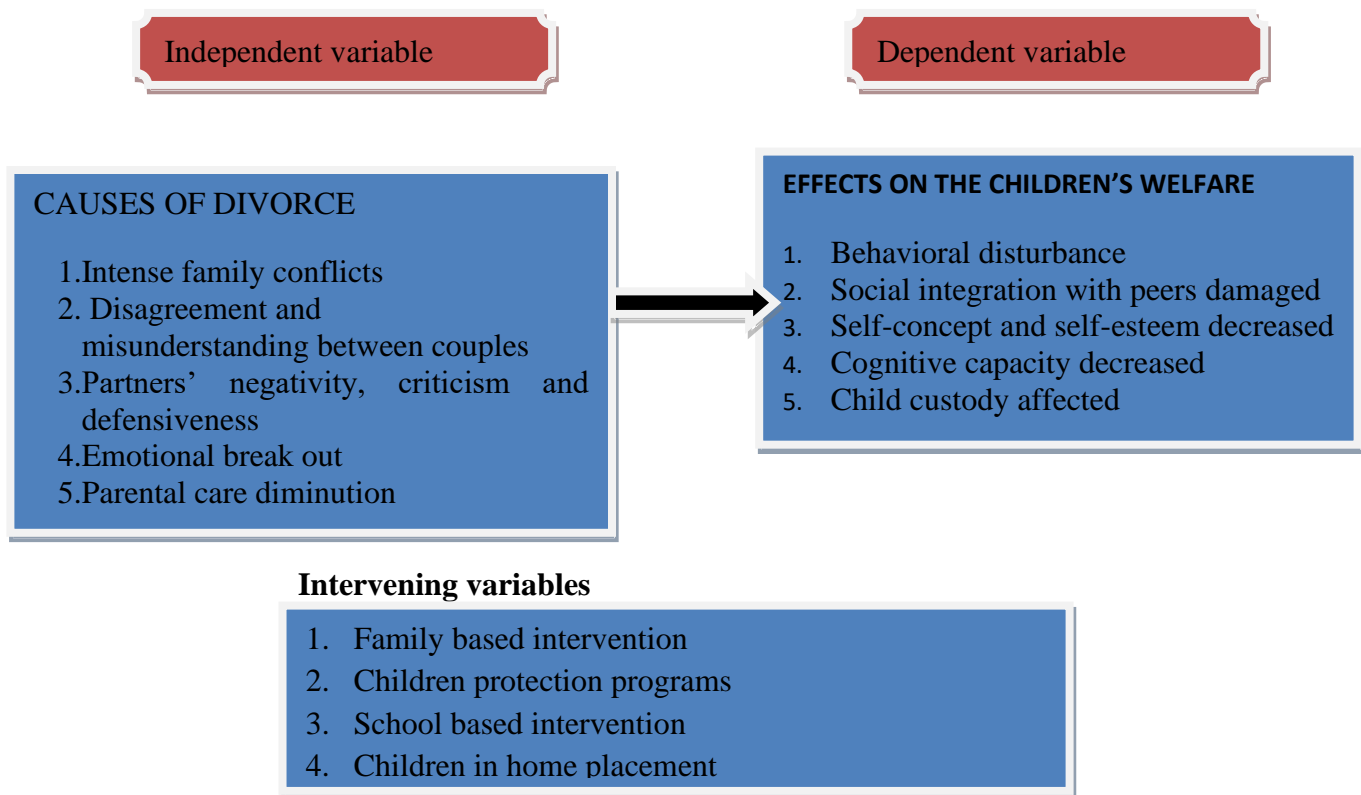 Independent variable
Dependent variable
CAUSES OF DIVORCE
1.Intense family conflicts
2. Disagreement and
misunderstanding between couples
3.Partners’ negativity, criticism and
defensiveness
4.Emotional break out
5.Parental care diminution
EFFECTS ON THE CHILDREN’S WELFARE
1. Behavioral disturbance
2. Social integration with peers damaged
3. Self-concept and self-esteem decreased
4. Cognitive capacity decreased
5. Child custody affected
Intervening variables
1. Family based intervention
2. Children protection programs
3. School based intervention
4. Children in home placement